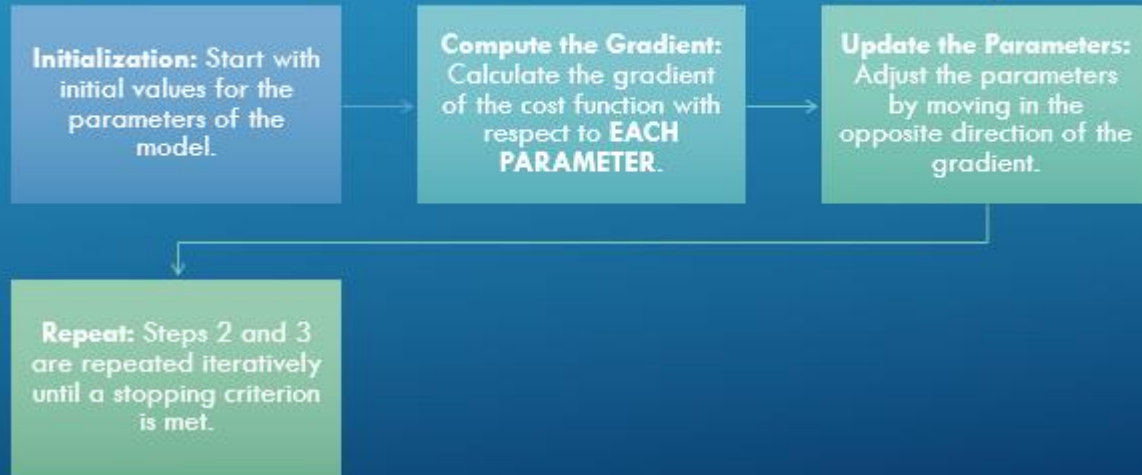 Initialization: Start with
initial values for the
parameters of the
model.
Compute the Gradient:
Calculate the gradient
of the cost function with
respect to EACH
PARAMETER.
Update the Parameters:
Adjust the parameters
by moving in the
opposite direction of the
gradient.
Repeat: Steps 2 and 3
are repeated iteratively
until a stopping criterion
is met.